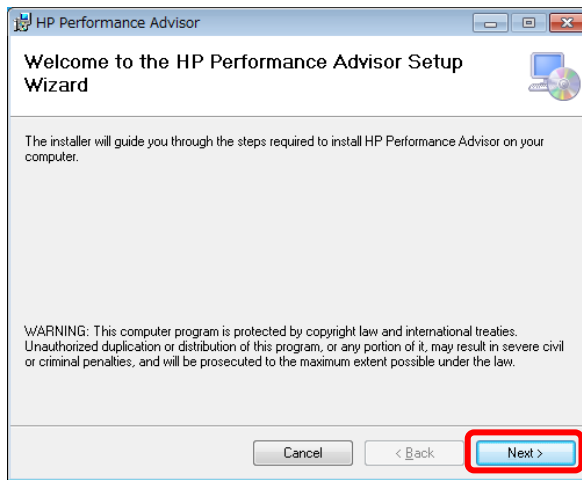 HP Performance Advisor
Welcome to the HP Performance Advisor Setup
Wizard
The installer will guide you through the steps required to install HP Performance Advisor on your
computer.
WARNING: This computer program is protected by copyright law and international treaties.
Unauthorized duplication or distribution of this program, or any portion of it, may result in severe civil
or criminal penalties, and will be prosecuted to the maximum extent possible under the law.
Cancel < Back Next >